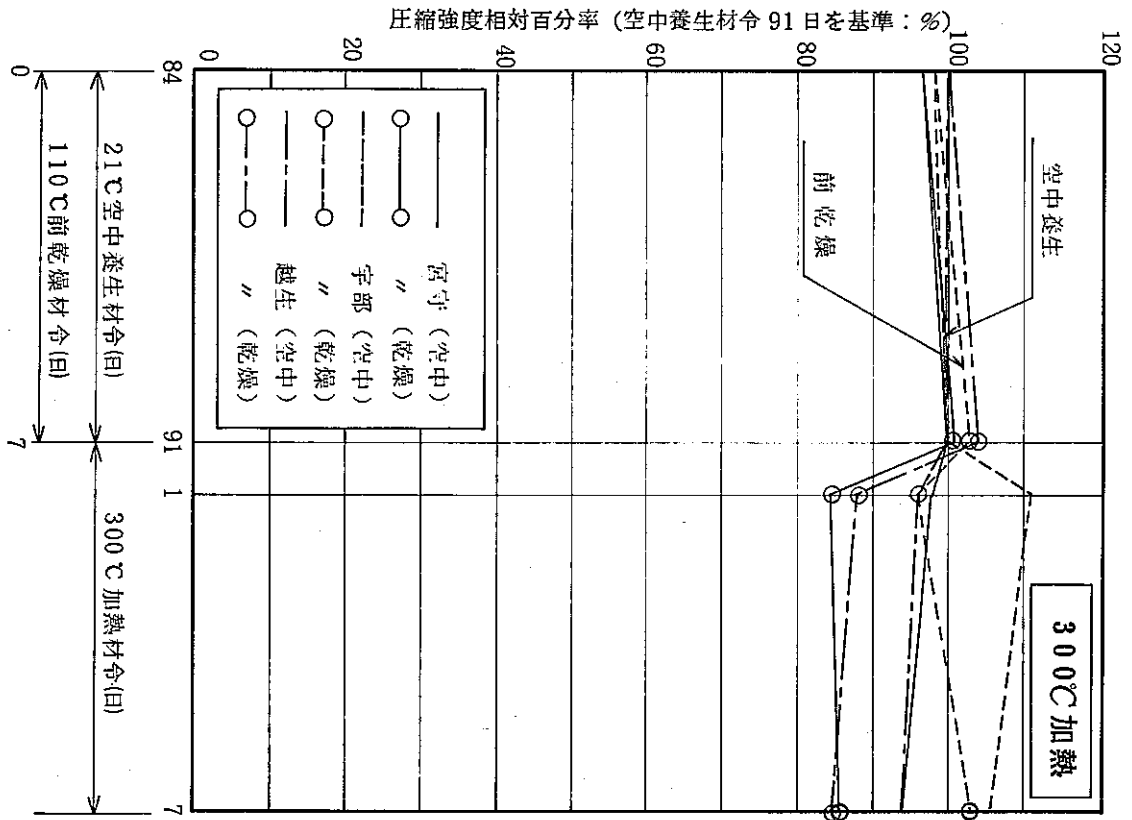 圧縮強度相対百分率 (空中養生材令 91 日を基準 : %)
0 20 40 60 80 100 120
84
91
1
7
0
7
21℃空中養生材令(日)
110℃前乾燥材令(日)
300℃加熱材令(日)
空中養生
前乾燥
300℃加熱
宮守 (空中)
〃 (乾燥)
宇部 (空中)
〃 (乾燥)
越生 (空中)
〃 (乾燥)